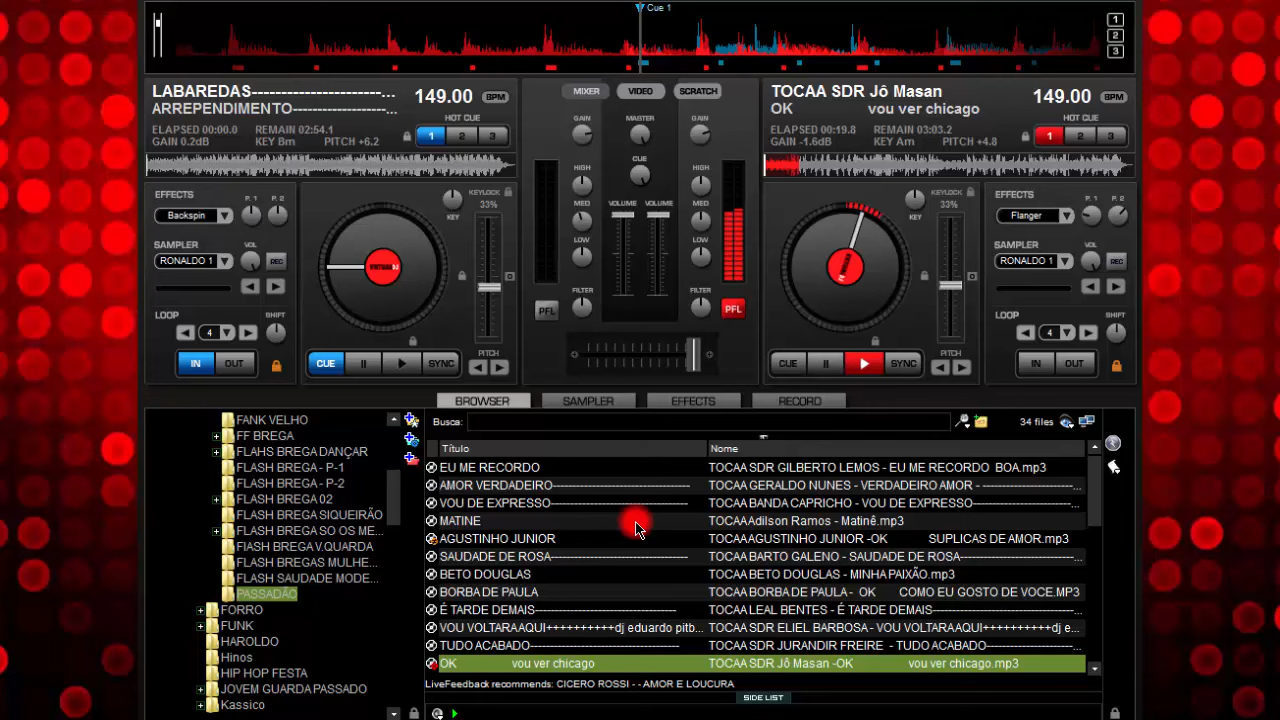 Cue 1
1
2
3
LABAREDAS-----------------------...
ARREPENDIMENTO------------------...
149.00 BPM
ELAPSED 00:00.0 REMAIN 02:54.1
GAIN 0.2dB KEY Bm PITCH +6.2
HOT CUE
1 2 3
MIXER VIDEO SCRATCH
GAIN MASTER GAIN
CUE
HIGH HIGH
MED VOLUME VOLUME MED
LOW LOW
FILTER FILTER
PFL PFL
TOCAA SDR Jô Masan
OK vou ver chicago
149.00 BPM
ELAPSED 00:19.8 REMAIN 03:03.2
GAIN -1.6dB KEY Am PITCH +4.8
HOT CUE
1 2 3
EFFECTS P. 1 P. 2
Backspin
SAMPLER VOL
RONALDO 1 REC
LOOP SHIFT
4
IN OUT
KEYLOCK
33%
KEY
CUE SYNC
PITCH
KEYLOCK
33%
KEY
CUE SYNC
PITCH
EFFECTS P. 1 P. 2
Flanger
SAMPLER VOL
RONALDO 1 REC
LOOP SHIFT
4
IN OUT
BROWSER SAMPLER EFFECTS RECORD
FANK VELHO
FF BREGA
FLAHS BREGA DANÇAR
FLASH BREGA - P-1
FLASH BREGA - P-2
FLASH BREGA 02
FLASH BREGA SIQUEIRÃO
FLASH BREGA SO OS ME...
FlASH BREGA V.QUARDA
FLASH BREGAS MULHE...
FLASH SAUDADE MODE...
PASSADÃO
FORRO
FUNK
HAROLDO
Hinos
HIP HOP FESTA
JOVEM GUARDA PASSADO
Kassico
Busca: 34 files
Título Nome
EU ME RECORDO TOCAA SDR GILBERTO LEMOS - EU ME RECORDO BOA.mp3
AMOR VERDADEIRO--------------------------------- TOCAA GERALDO NUNES - VERDADEIRO AMOR - -----------------------...
VOU DE EXPRESSO--------------------------------- TOCAA BANDA CAPRICHO - VOU DE EXPRESSO--------------------------...
MATINE TOCAAAdilson Ramos - Matinê.mp3
AGUSTINHO JUNIOR TOCAAAGUSTINHO JUNIOR -OK SUPLICAS DE AMOR.mp3
SAUDADE DE ROSA--------------------------------- TOCAA BARTO GALENO - SAUDADE DE ROSA-----------------------------...
BETO DOUGLAS TOCAA BETO DOUGLAS - MINHA PAIXÃO.mp3
BORBA DE PAULA TOCAA BORBA DE PAULA - OK COMO EU GOSTO DE VOCE.MP3
É TARDE DEMAIS---------------------------------- TOCAA LEAL BENTES - É TARDE DEMAIS-----------------------------------...
VOU VOLTARAAQUI++++++++++dj eduardo pitb... TOCAA SDR ELIEL BARBOSA - VOU VOLTARAAQUI++++++++++dj e...
TUDO ACABADO----------------------------------- TOCAA SDR JURANDIR FREIRE - TUDO ACABADO-------------------...
OK vou ver chicago TOCAA SDR Jô Masan -OK vou ver chicago.mp3
LiveFeedback recommends: CICERO ROSSI - - AMOR E LOUCURA
SIDE LIST